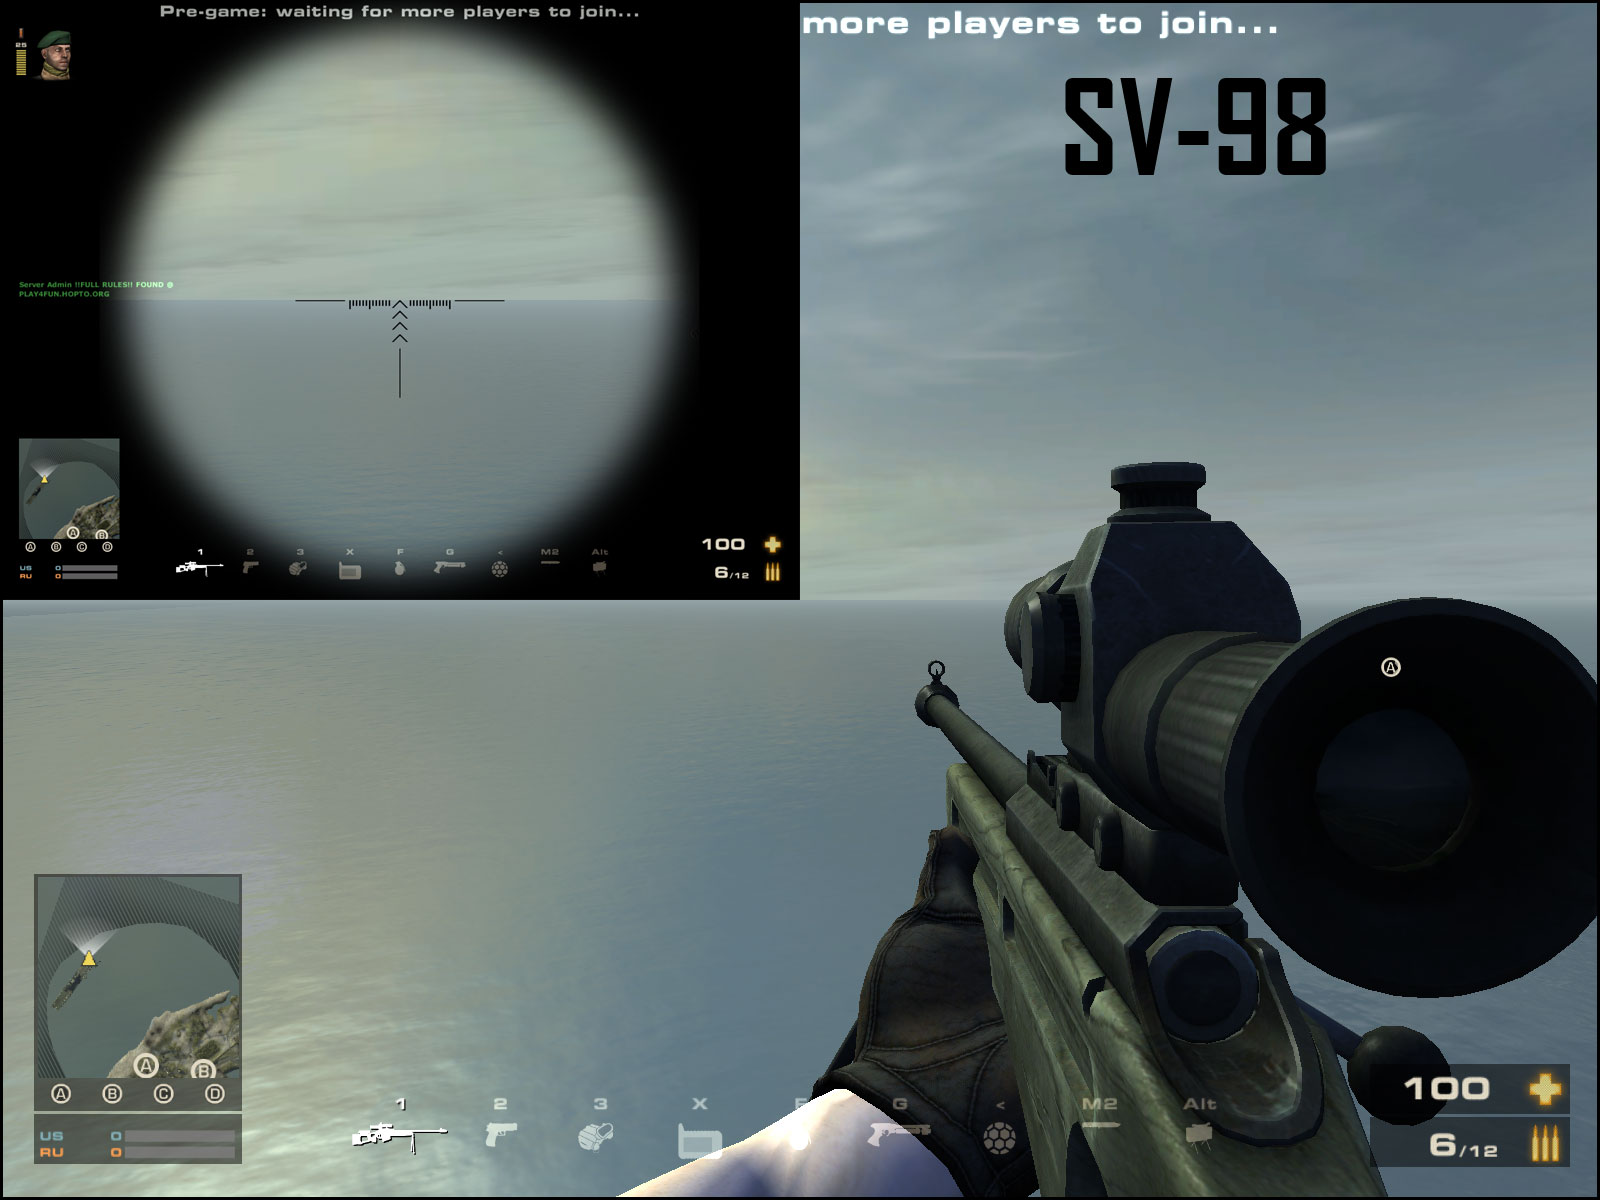 Pre-game: waiting for more players to join...
25
Server Admin !!FULL RULES!! FOUND @
PLAY4FUN.HOPTO.ORG
A B
A B C D
US 0
RU 0
1 2 3 X F G < M2 Alt
100
6/12
more players to join...
SV-98
A
A B
A B C D
US 0
RU 0
1 2 3 X F G < M2 Alt
100
6/12